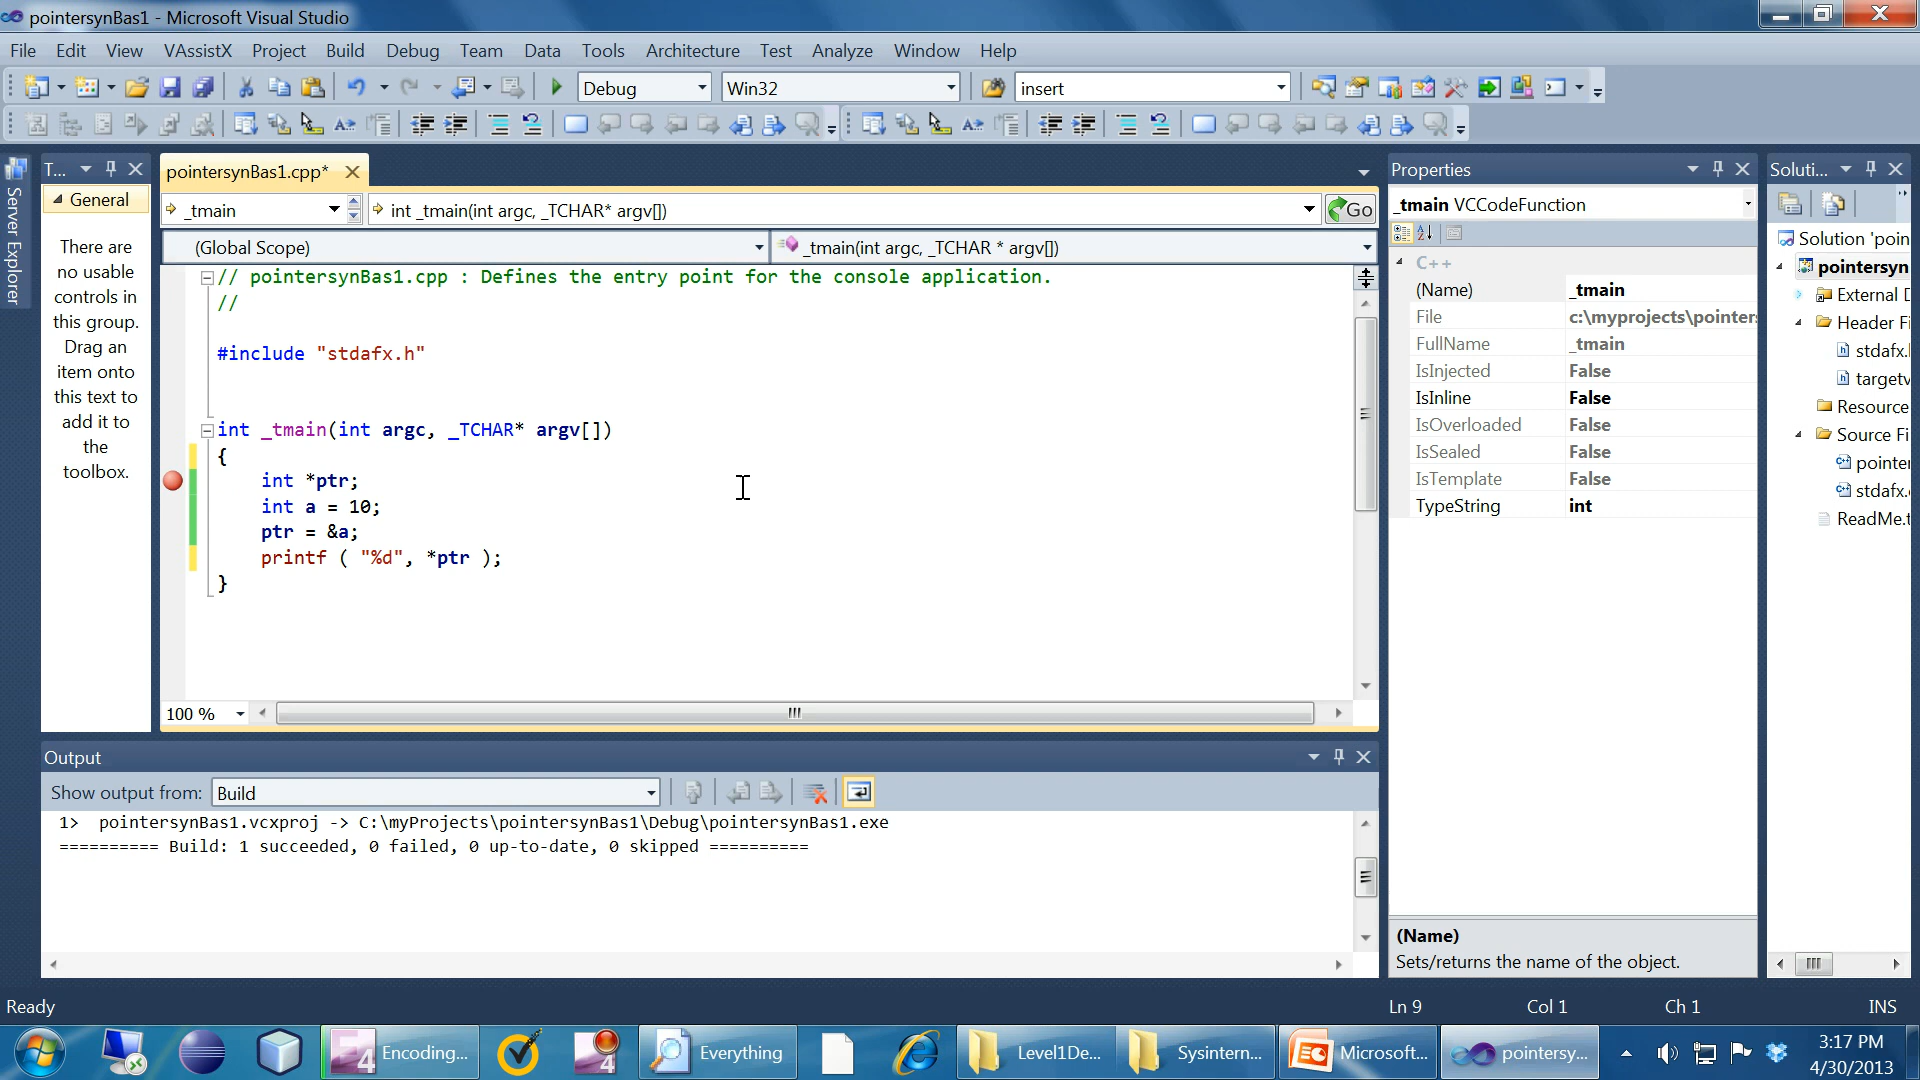 pointersynBas1 - Microsoft Visual Studio
File Edit View VAssistX Project Build Debug Team Data Tools Architecture Test Analyze Window Help
Debug Win32 insert
Server Explorer
T...
General
There are
no usable
controls in
this group.
Drag an
item onto
this text to
add it to
the
toolbox.
pointersynBas1.cpp*
_tmain int _tmain(int argc, _TCHAR* argv[]) Go
(Global Scope) _tmain(int argc, _TCHAR * argv[])
// pointersynBas1.cpp : Defines the entry point for the console application.
//
#include "stdafx.h"
int _tmain(int argc, _TCHAR* argv[])
{
int *ptr;
int a = 10;
ptr = &a;
printf ( "%d", *ptr );
}
100 %
Output
Show output from: Build
1> pointersynBas1.vcxproj -> C:\myProjects\pointersynBas1\Debug\pointersynBas1.exe
========== Build: 1 succeeded, 0 failed, 0 up-to-date, 0 skipped ==========
Properties
_tmain VCCodeFunction
C++
(Name) _tmain
File c:\myprojects\pointers
FullName _tmain
IsInjected False
IsInline False
IsOverloaded False
IsSealed False
IsTemplate False
TypeString int
(Name)
Sets/returns the name of the object.
Soluti...
Solution 'poin
pointersyn
External D
Header Fi
stdafx.
targetv
Resource
Source Fi
pointer
stdafx.
ReadMe.t
Ready Ln 9 Col 1 Ch 1 INS
Encoding... Everything Level1De... Sysintern... Microsoft... pointersy...
3:17 PM
4/30/2013